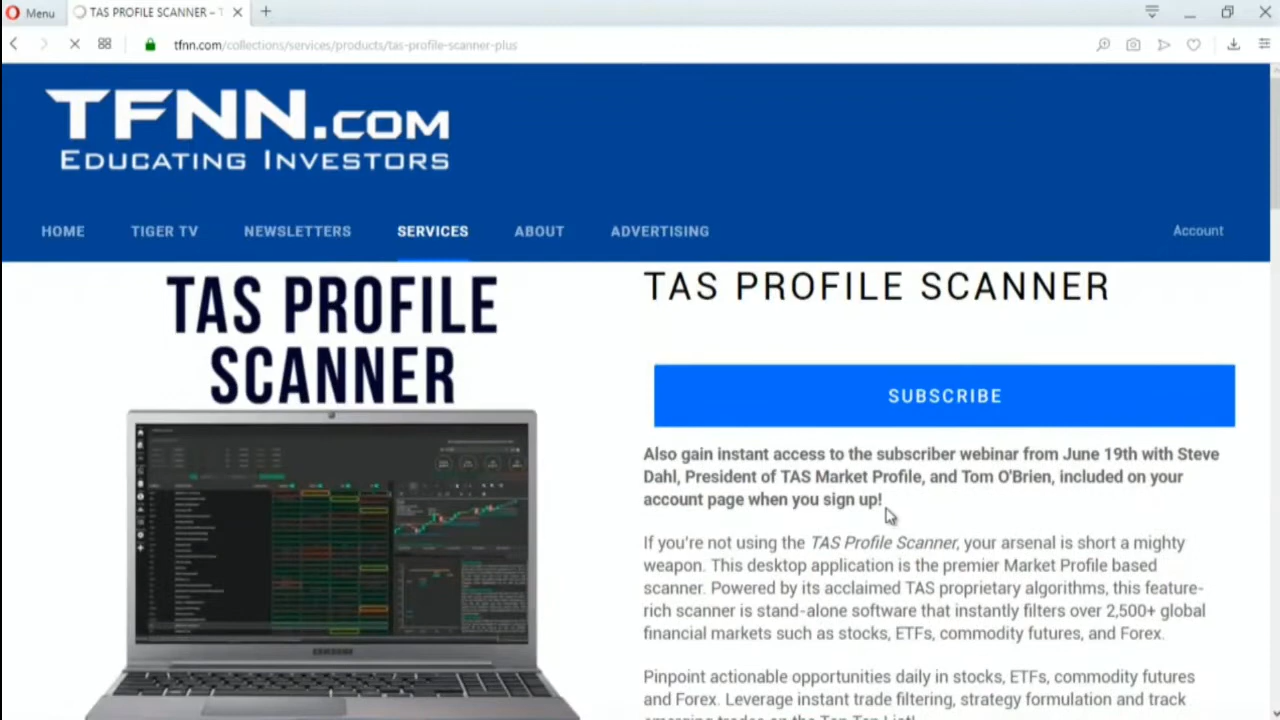 Menu
TAS PROFILE SCANNER – T
tfnn.com/collections/services/products/tas-profile-scanner-plus
TFNN.COM
EDUCATING INVESTORS
HOME TIGER TV NEWSLETTERS SERVICES ABOUT ADVERTISING Account
TAS PROFILE
SCANNER
SAMSUNG
TAS PROFILE SCANNER
SUBSCRIBE
Also gain instant access to the subscriber webinar from June 19th with Steve
Dahl, President of TAS Market Profile, and Tom O'Brien, included on your
account page when you sign up!
If you're not using the TAS Profile Scanner, your arsenal is short a mighty
weapon. This desktop application is the premier Market Profile based
scanner. Powered by its acclaimed TAS proprietary algorithms, this feature-
rich scanner is stand-alone software that instantly filters over 2,500+ global
financial markets such as stocks, ETFs, commodity futures, and Forex.
Pinpoint actionable opportunities daily in stocks, ETFs, commodity futures
and Forex. Leverage instant trade filtering, strategy formulation and track
emerging trades on the Top Ten List!